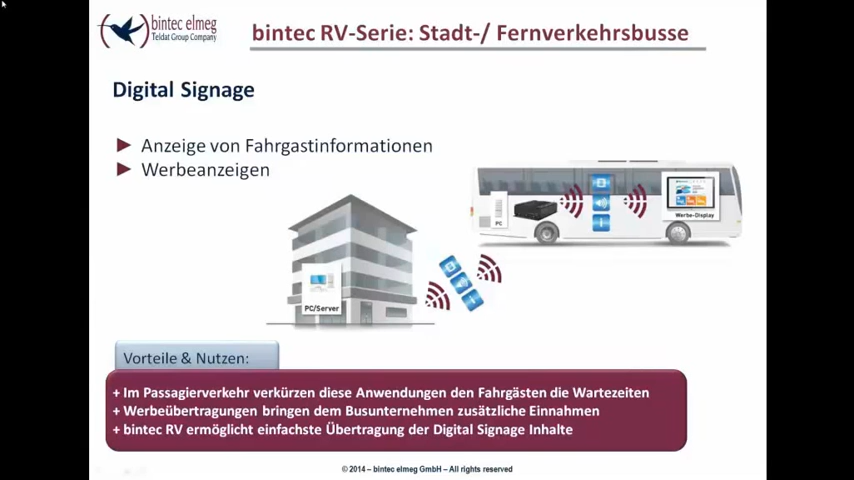 bintec elmeg
Teldat Group Company
bintec RV-Serie: Stadt-/ Fernverkehrsbusse
Digital Signage
Anzeige von Fahrgastinformationen
Werbeanzeigen
PC
Werbe-Display
PC/Server
Vorteile & Nutzen:
+ Im Passagierverkehr verkürzen diese Anwendungen den Fahrgästen die Wartezeiten
+ Werbeübertragungen bringen dem Busunternehmen zusätzliche Einnahmen
+ bintec RV ermöglicht einfachste Übertragung der Digital Signage Inhalte
© 2014 – bintec elmeg GmbH – All rights reserved